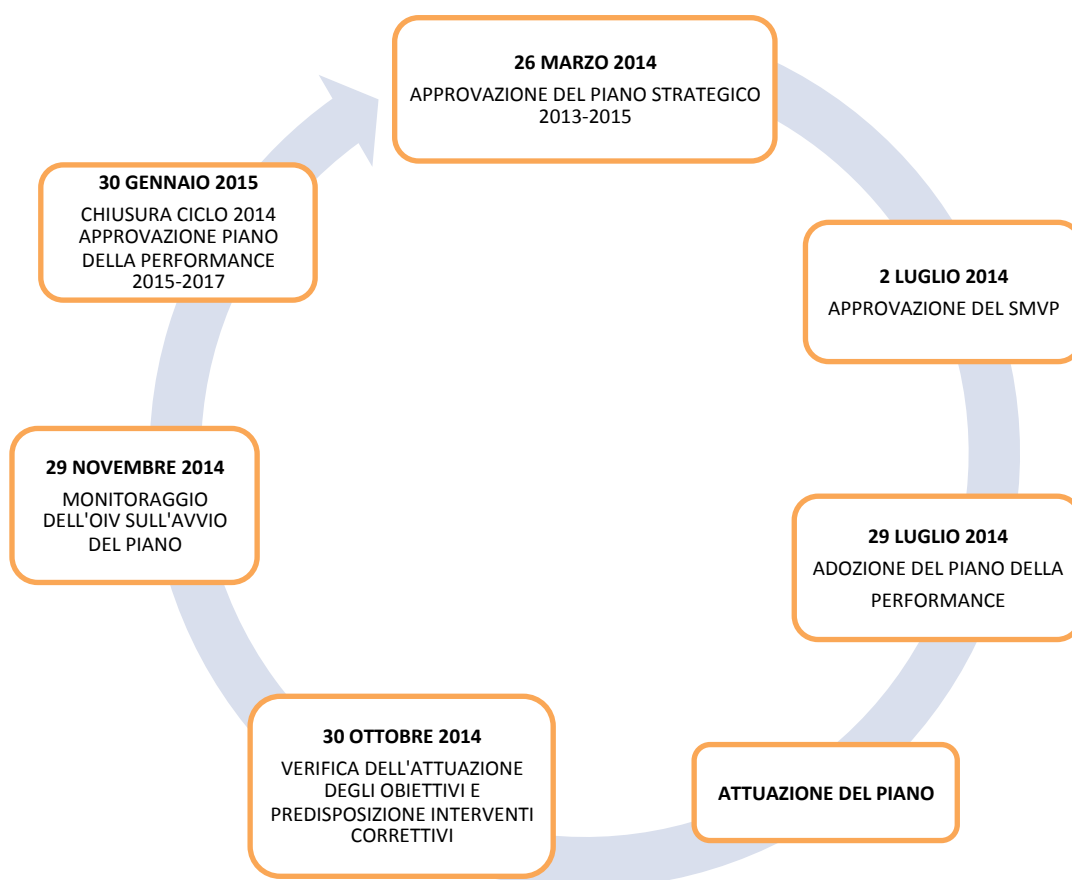 26 MARZO 2014
APPROVAZIONE DEL PIANO STRATEGICO
2013-2015
2 LUGLIO 2014
APPROVAZIONE DEL SMVP
29 LUGLIO 2014
ADOZIONE DEL PIANO DELLA
PERFORMANCE
ATTUAZIONE DEL PIANO
30 OTTOBRE 2014
VERIFICA DELL'ATTUAZIONE
DEGLI OBIETTIVI E
PREDISPOSIZIONE INTERVENTI
CORRETTIVI
29 NOVEMBRE 2014
MONITORAGGIO
DELL'OIV SULL'AVVIO
DEL PIANO
30 GENNAIO 2015
CHIUSURA CICLO 2014
APPROVAZIONE PIANO
DELLA PERFORMANCE
2015-2017